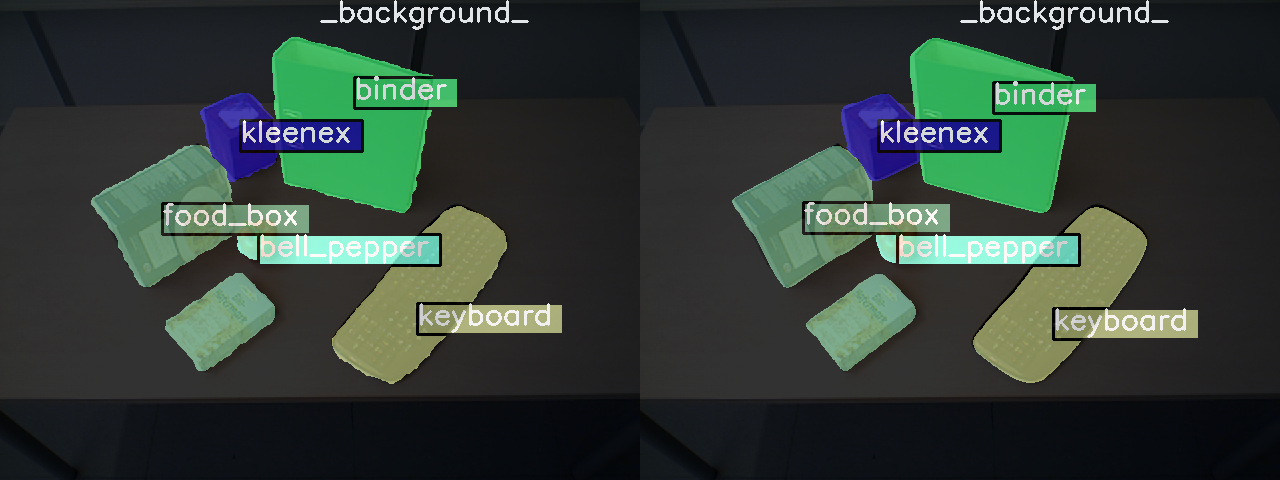 _background_
binder
kleenex
food_box
bell_pepper
keyboard
_background_
binder
kleenex
food_box
bell_pepper
keyboard